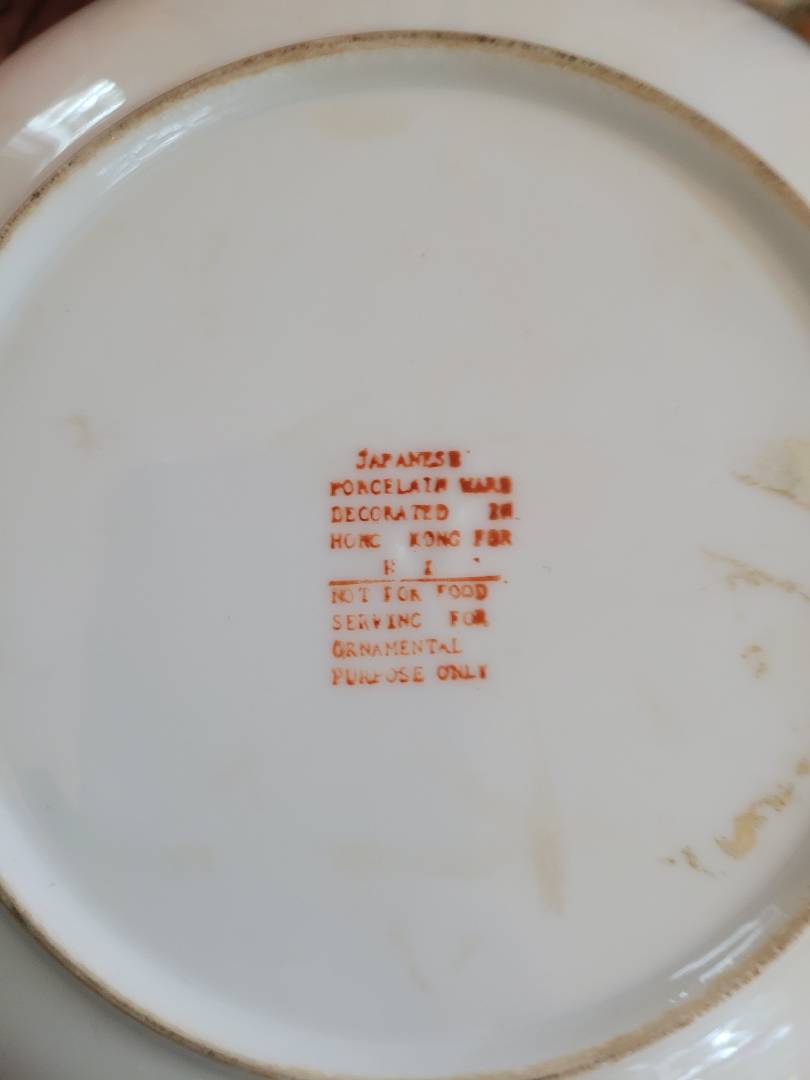 JAPANESE
PORCELAIN WARE
DECORATED IN
HONG KONG FOR
NOT FOR FOOD
SERVING FOR
ORNAMENTAL
PURPOSE ONLY